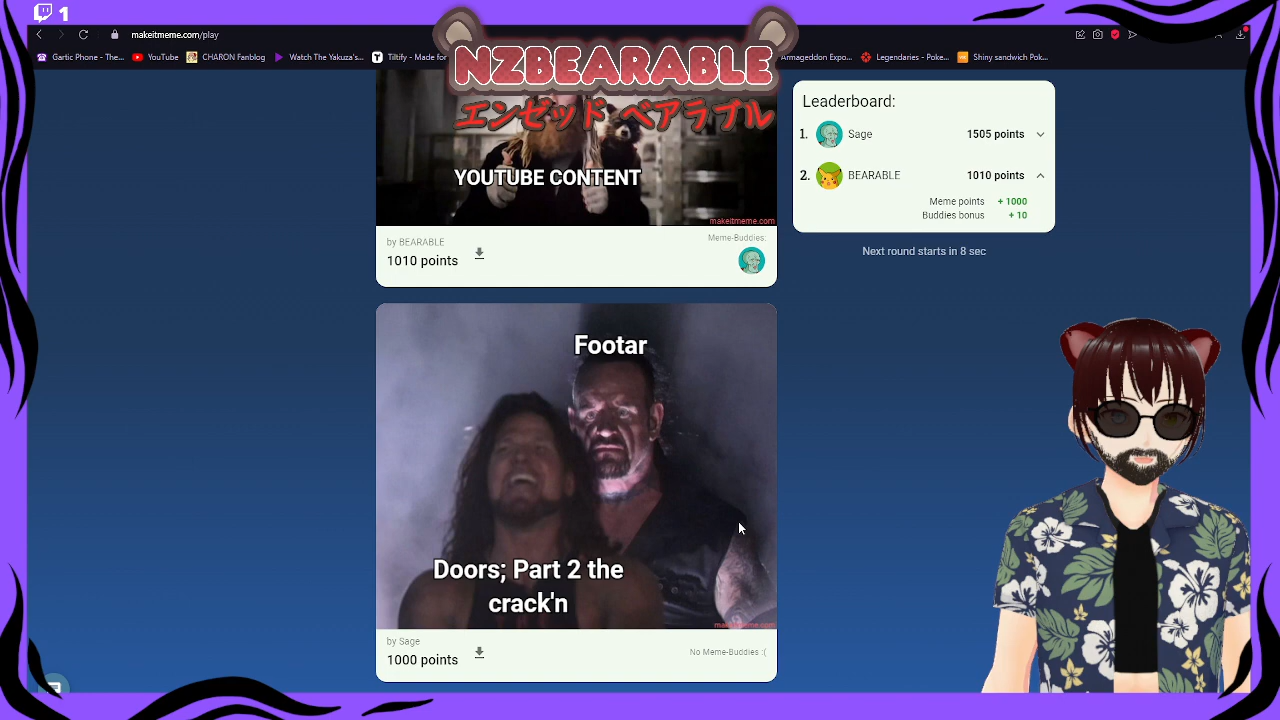 1
makeitmeme.com/play
Gartic Phone - The...
YouTube
CHARON Fanblog
Watch The Yakuza's...
Tiltify - Made for
Armageddon Expo...
Legendaries - Poke...
Shiny sandwich Pok...
NZBEARABLE
エンゼッド ベアラブル
YOUTUBE CONTENT
makeitmeme.com
by BEARABLE
1010 points
Meme-Buddies:
Footar
Doors; Part 2 the
crack'n
by Sage
1000 points
No Meme-Buddies :(
Leaderboard:
1. Sage 1505 points
2. BEARABLE 1010 points
Meme points + 1000
Buddies bonus + 10
Next round starts in 8 sec